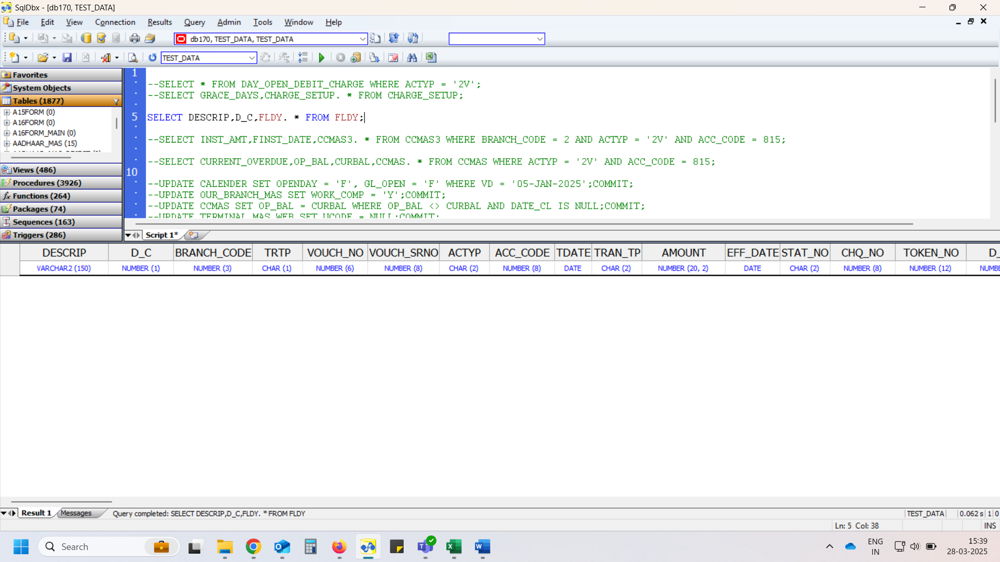 SqlDbx - [db170, TEST_DATA]
File Edit View Connection Results Query Admin Tools Window Help
db170, TEST_DATA, TEST_DATA
TEST_DATA
Favorites
System Objects
Tables (1877)
A15FORM (0)
A16FORM (0)
A16FORM_MAIN (0)
AADHAAR_MAS (15)
Views (486)
Procedures (3926)
Functions (264)
Packages (74)
Sequences (163)
Triggers (286)
1
--SELECT * FROM DAY_OPEN_DEBIT_CHARGE WHERE ACTYP = '2V';
--SELECT GRACE_DAYS,CHARGE_SETUP. * FROM CHARGE_SETUP;
5 SELECT DESCRIP,D_C,FLDY. * FROM FLDY;
--SELECT INST_AMT,FINST_DATE,CCMAS3. * FROM CCMAS3 WHERE BRANCH_CODE = 2 AND ACTYP = '2V' AND ACC_CODE = 815;
--SELECT CURRENT_OVERDUE,OP_BAL,CURBAL,CCMAS. * FROM CCMAS WHERE ACTYP = '2V' AND ACC_CODE = 815;
10
--UPDATE CALENDER SET OPENDAY = 'F', GL_OPEN = 'F' WHERE VD = '05-JAN-2025';COMMIT;
--UPDATE OUR_BRANCH_MAS SET WORK_COMP = 'Y';COMMIT;
--UPDATE CCMAS SET OP_BAL = CURBAL WHERE OP_BAL <> CURBAL AND DATE_CL IS NULL;COMMIT;
--UPDATE TERMINAL_MAS_WEB SET UCODE = NULL;COMMIT;
Script 1*
DESCRIP D_C BRANCH_CODE TRTP VOUCH_NO VOUCH_SRNO ACTYP ACC_CODE TDATE TRAN_TP AMOUNT EFF_DATE STAT_NO CHQ_NO TOKEN_NO D_
VARCHAR2 (150) NUMBER (1) NUMBER (3) CHAR (1) NUMBER (6) NUMBER (8) CHAR (2) NUMBER (8) DATE CHAR (2) NUMBER (20, 2) DATE CHAR (2) NUMBER (8) NUMBER (12) NUMBE
Result 1 Messages Query completed: SELECT DESCRIP,D_C,FLDY. * FROM FLDY TEST_DATA 0.062 s 1 0
Ln: 5 Col: 38 INS
Search
ENG
IN
15:39
28-03-2025